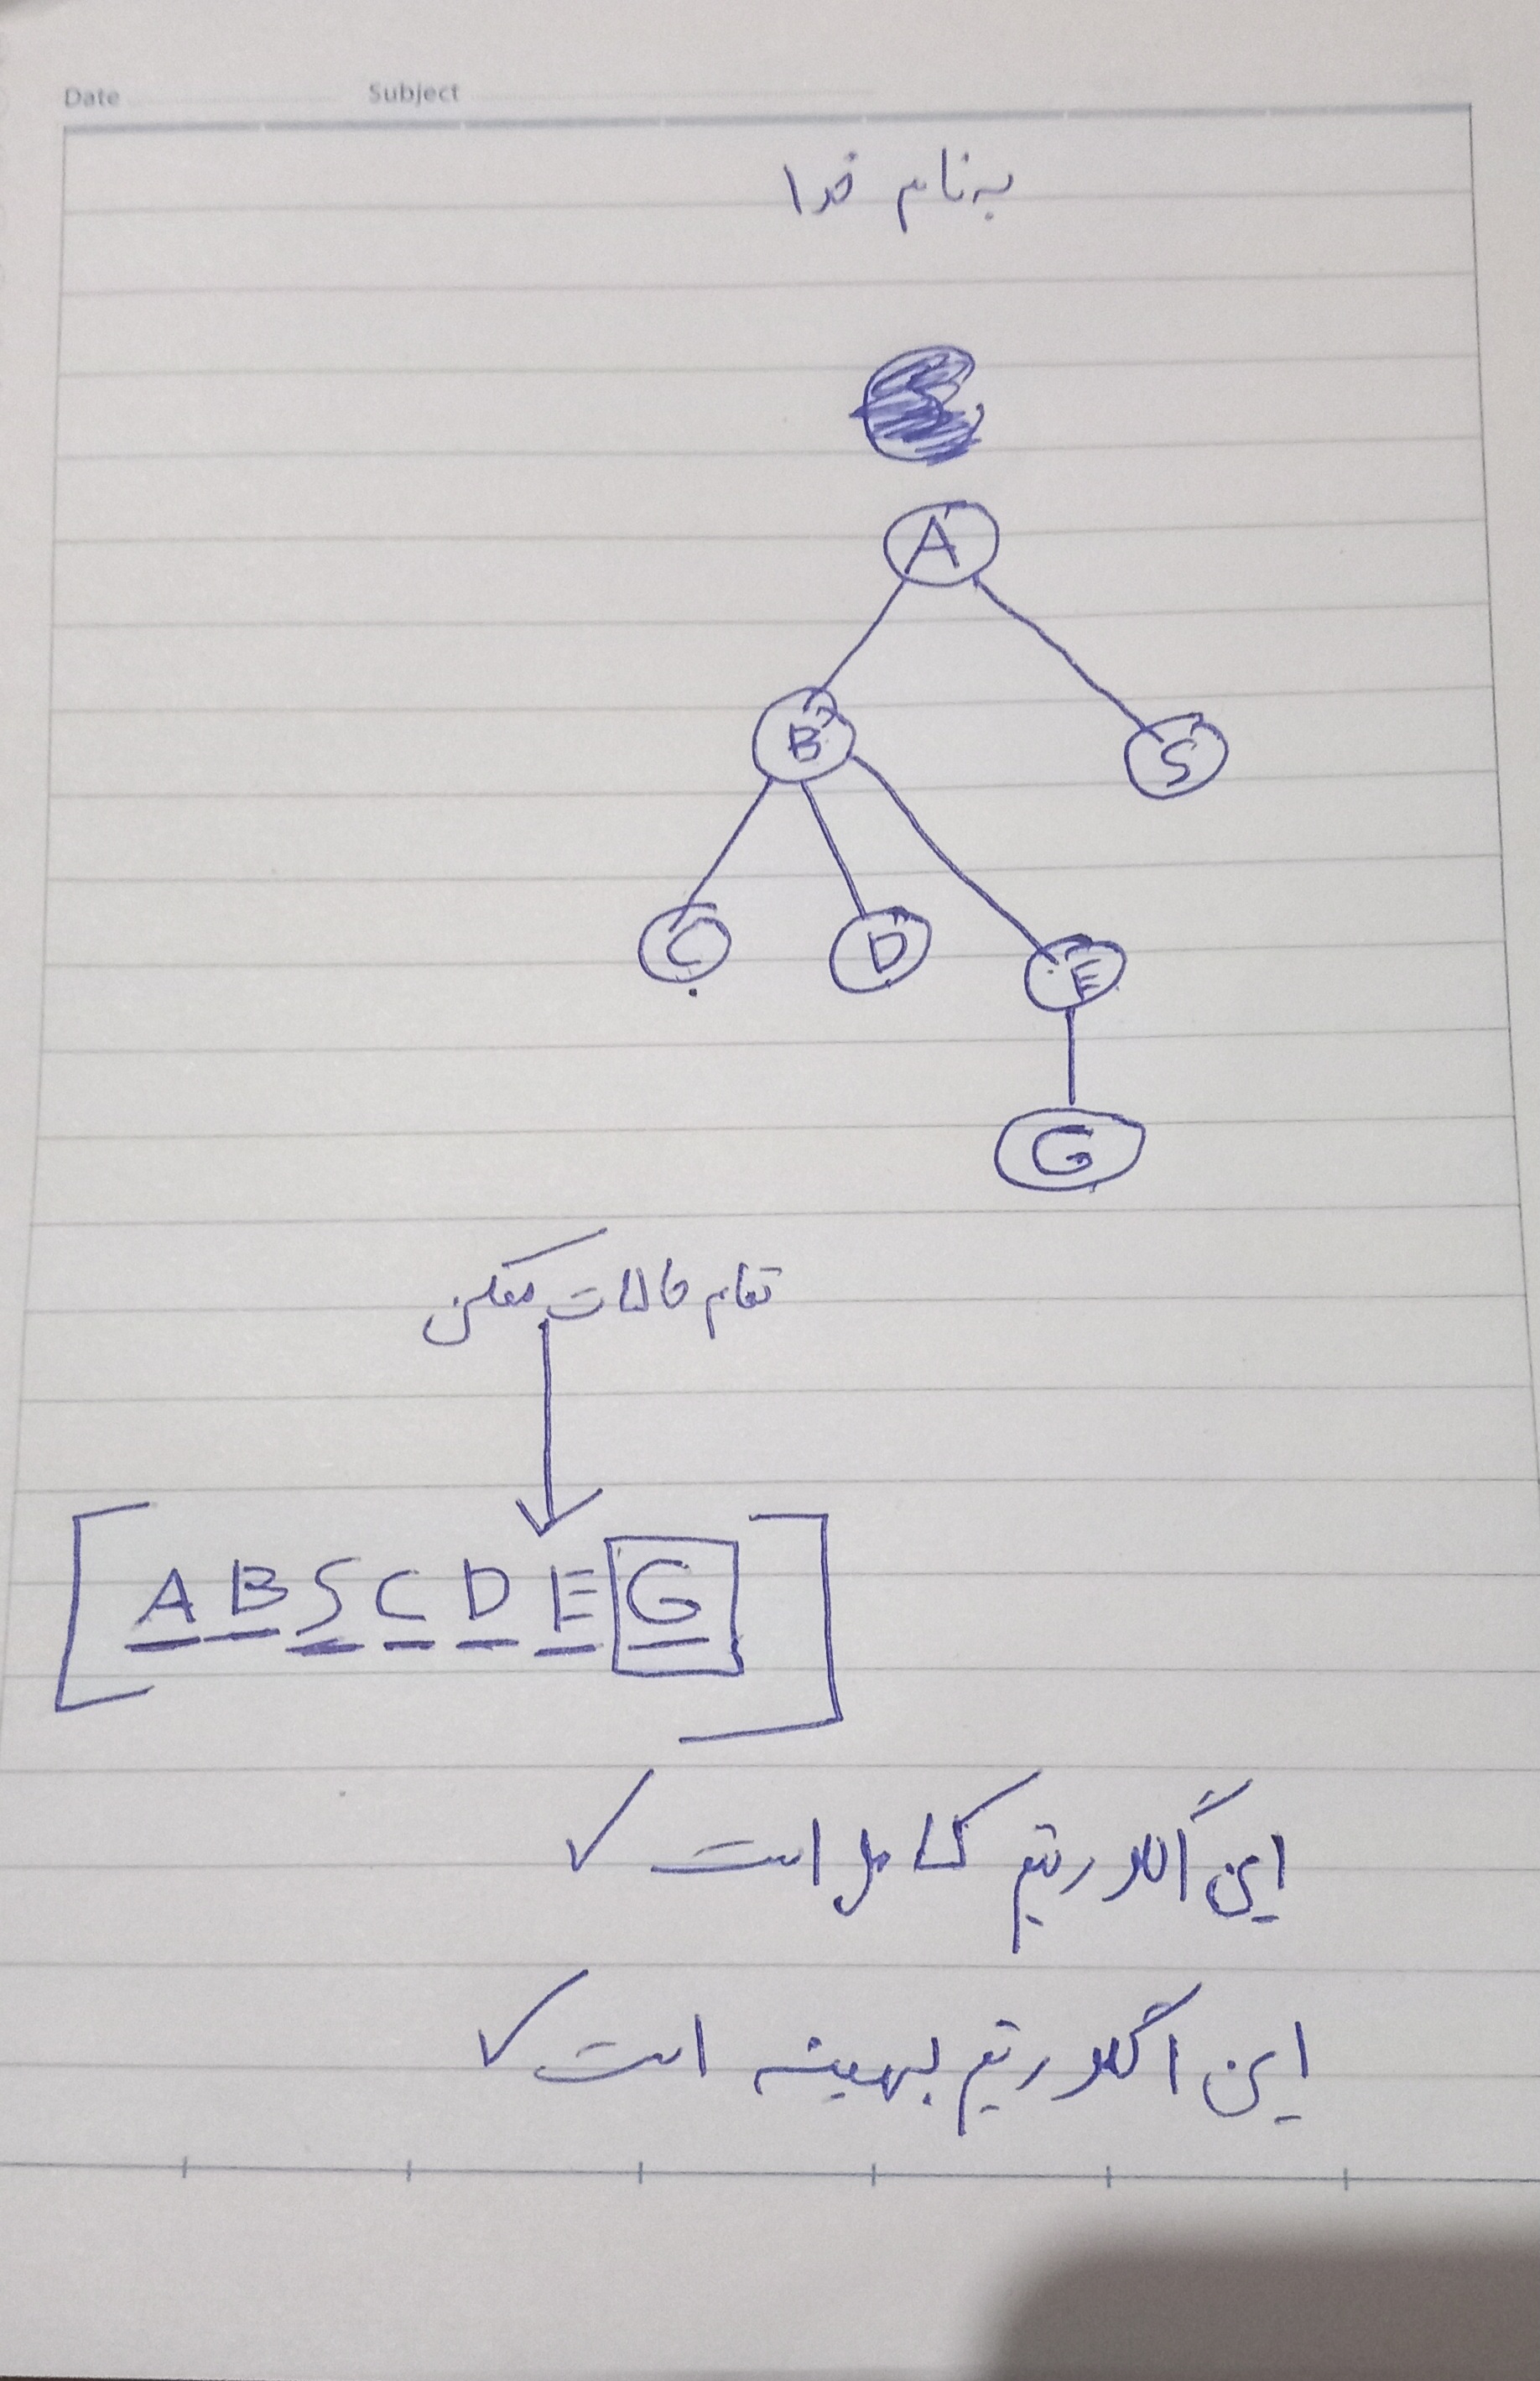 Date Subject
به نام خدا
A
B S
C D E
G
تمام حالات ممکن
[A B S C D E G]
این الگوریتم کامل است ✓
این الگوریتم بهینه است ✓